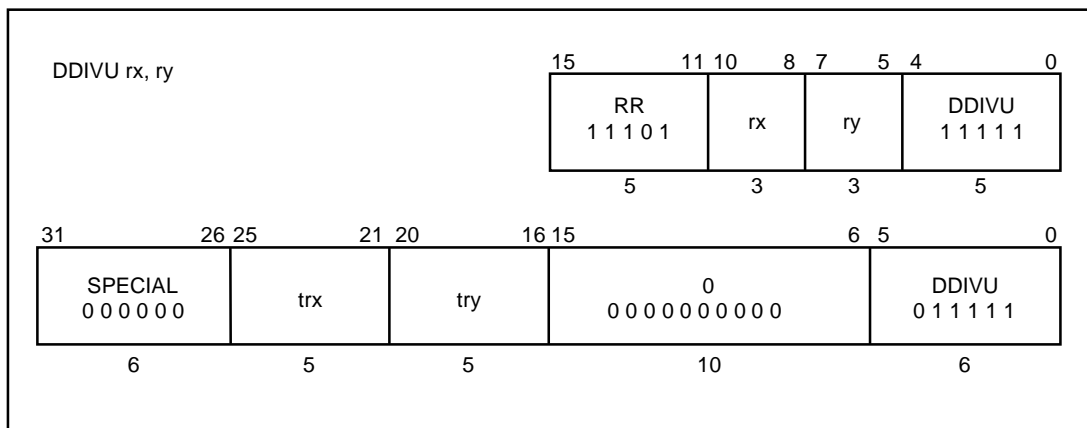 DDIVU rx, ry
15 11 10 8 7 5 4 0
RR rx ry DDIVU
1 1 1 0 1 1 1 1 1 1
5 3 3 5
31 26 25 21 20 16 15 6 5 0
SPECIAL trx try 0 DDIVU
0 0 0 0 0 0 0 0 0 0 0 0 0 0 0 0 0 1 1 1 1 1
6 5 5 10 6